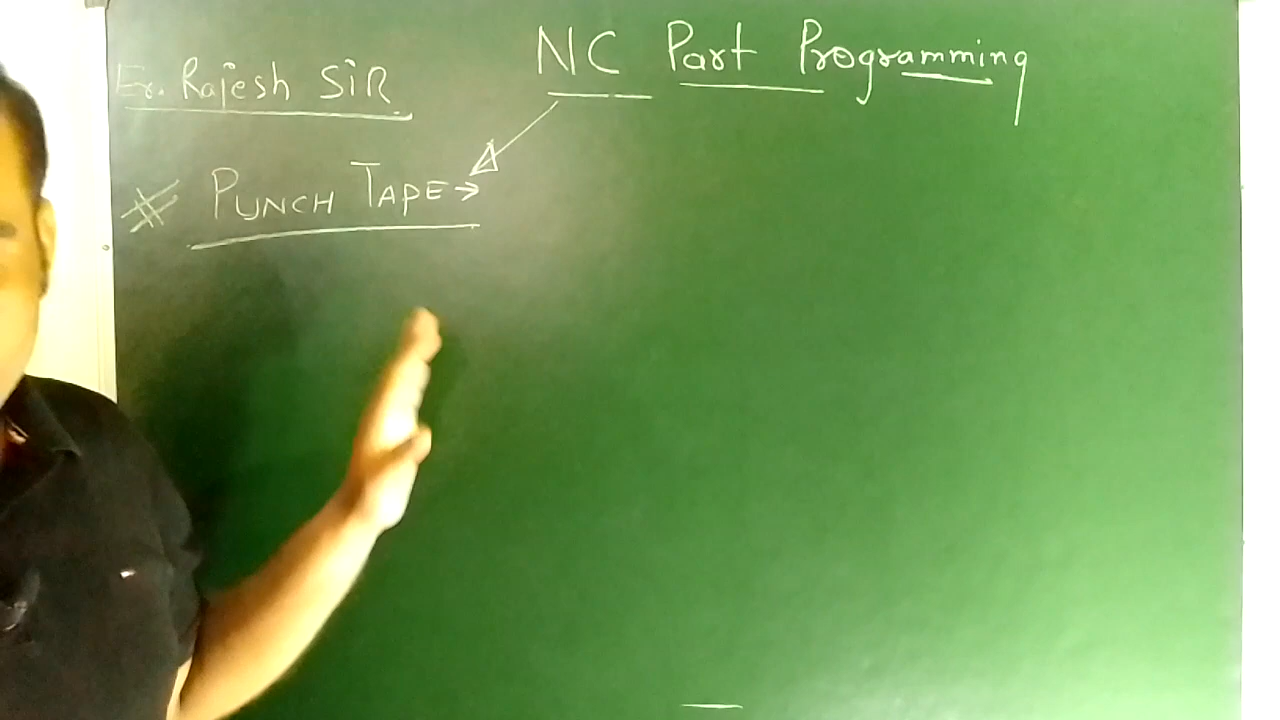 NC Part Programming
Er. Rajesh SiR
* PUNCH TAPE →